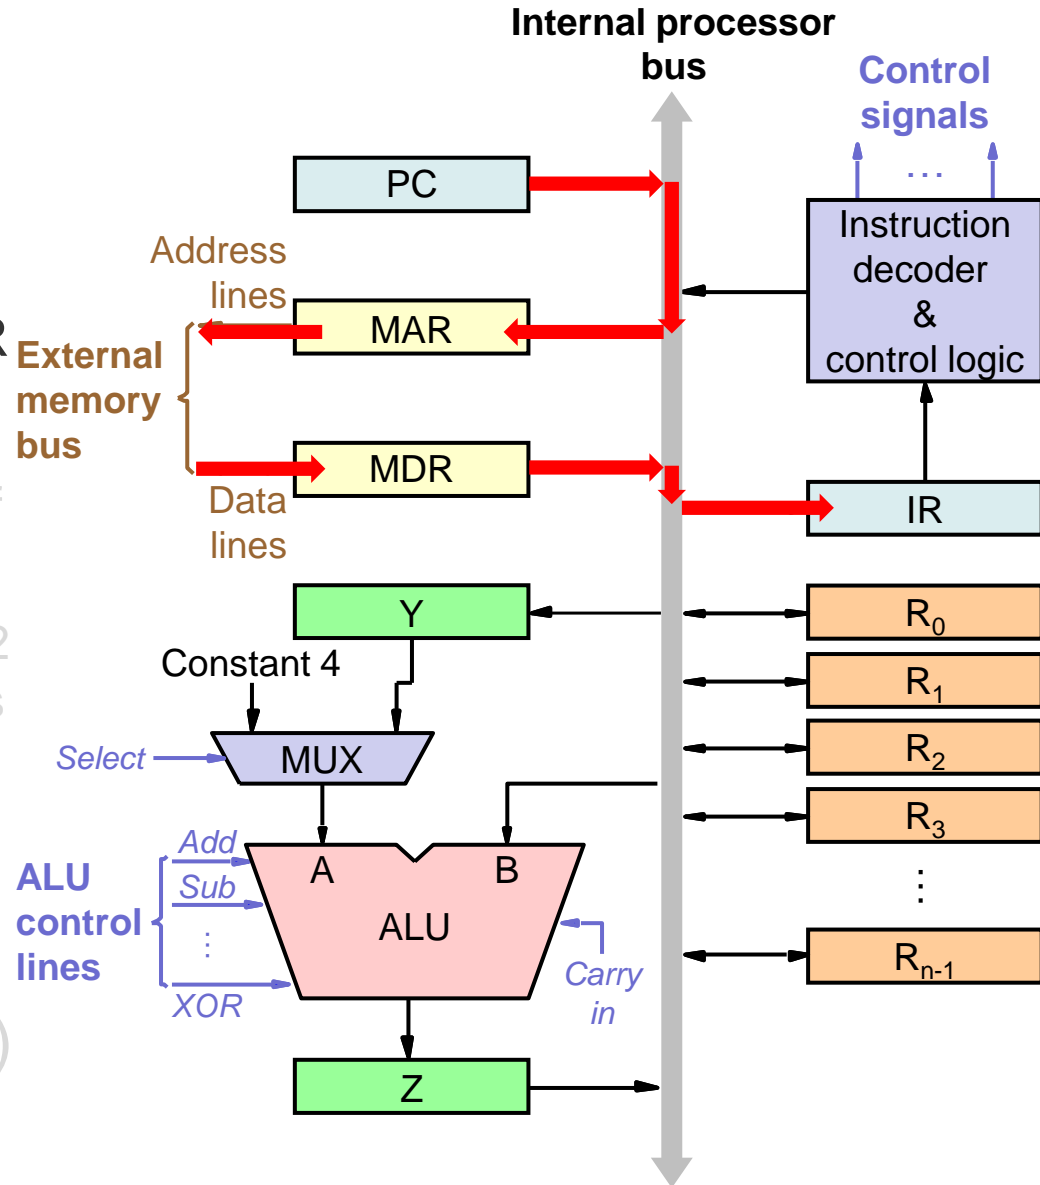 Internal processor
bus
Control
signals
...
PC
Instruction
decoder
&
control logic
Address
lines
MAR
R
External
memory
bus
MDR
Data
lines
IR
Y
R0
2
Constant 4
R1
s
Select
MUX
R2
R3
Add
A
B
ALU
control
lines
Sub
⋮
ALU
⋮
XOR
Carry
in
Rn-1
)
Z